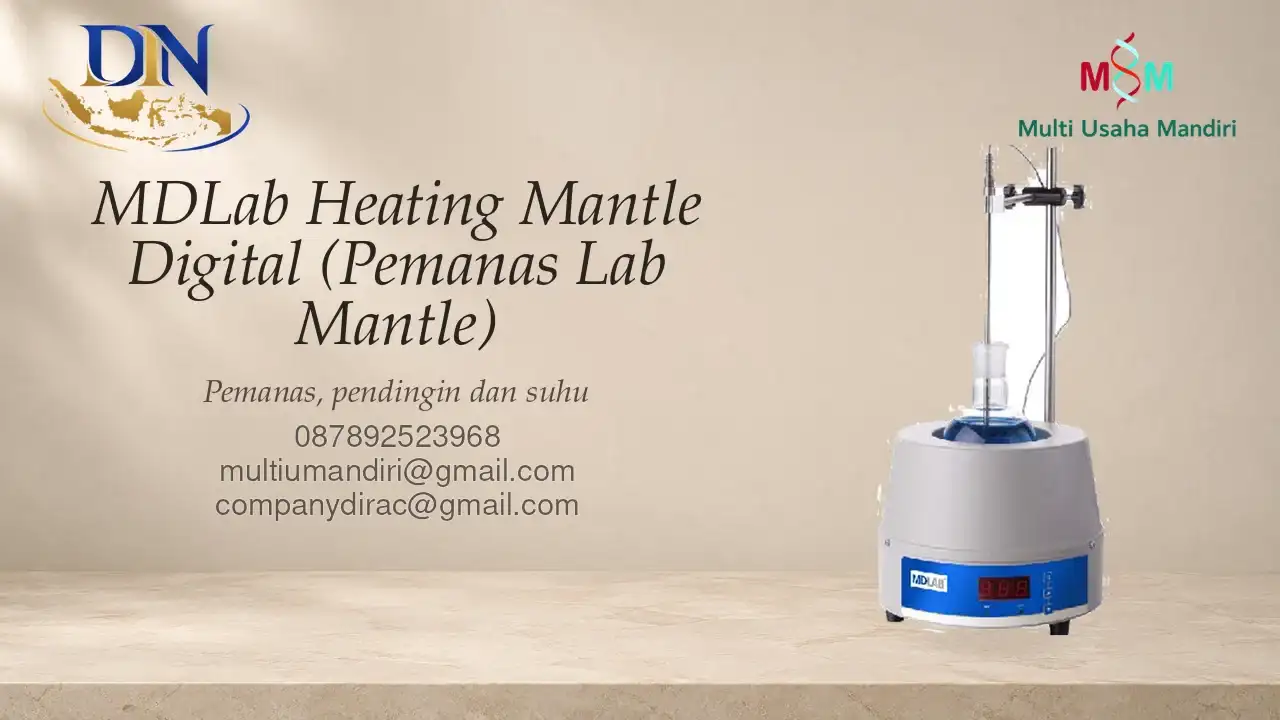 DIN
MSM
Multi Usaha Mandiri
MDLab Heating Mantle
Digital (Pemanas Lab
Mantle)
Pemanas, pendingin dan suhu
087892523968
multiumandiri@gmail.com
companydirac@gmail.com
MDLAB